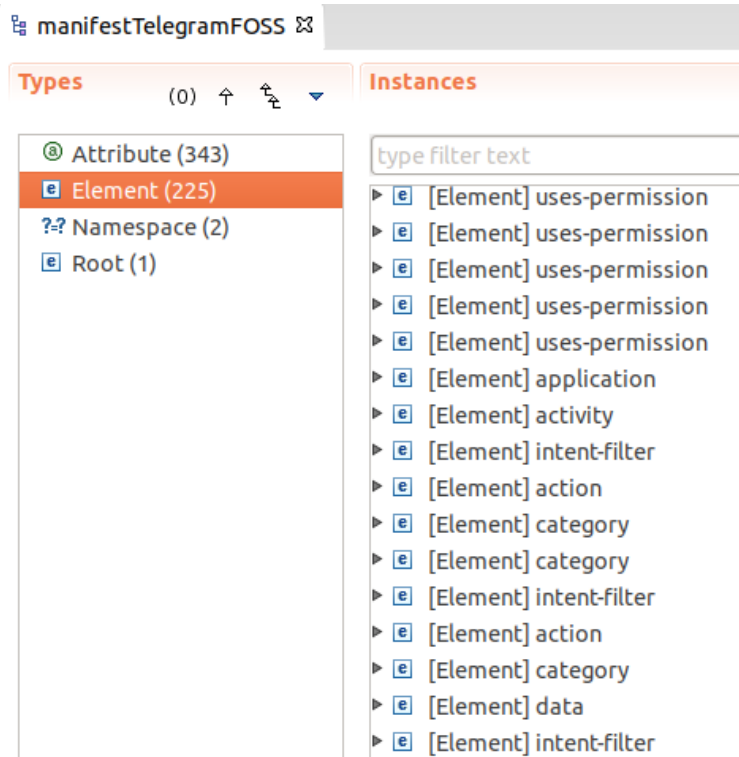 manifestTelegramFOSS
Types
(0)
Attribute (343)
Element (225)
Namespace (2)
Root (1)
Instances
type filter text
[Element] uses-permission
[Element] uses-permission
[Element] uses-permission
[Element] uses-permission
[Element] uses-permission
[Element] application
[Element] activity
[Element] intent-filter
[Element] action
[Element] category
[Element] category
[Element] intent-filter
[Element] action
[Element] category
[Element] data
[Element] intent-filter